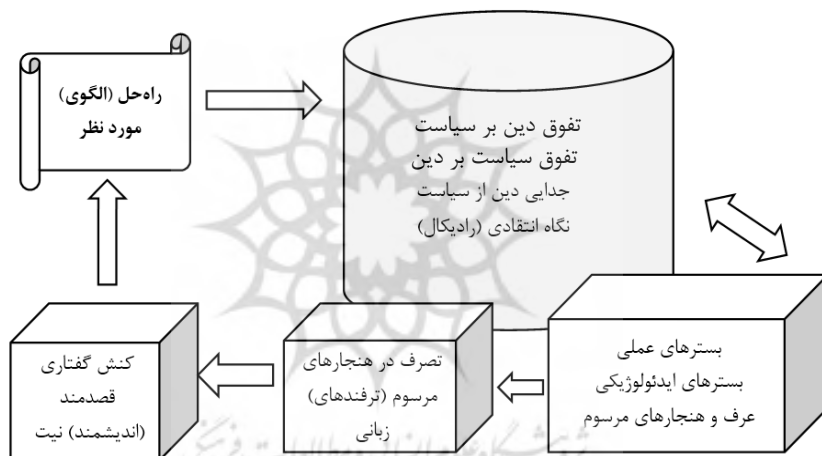 راه‌حل (الگوی)
مورد نظر
تفوق دین بر سیاست
تفوق سیاست بر دین
جدایی دین از سیاست
نگاه انتقادی (رادیکال)
بسترهای عملی
بسترهای ایدئولوژیکی
عرف و هنجارهای مرسوم
تصرف در هنجارهای
مرسوم (ترفندهای)
زبانی
کنش گفتاری
قصدمند
(اندیشمند) نیت